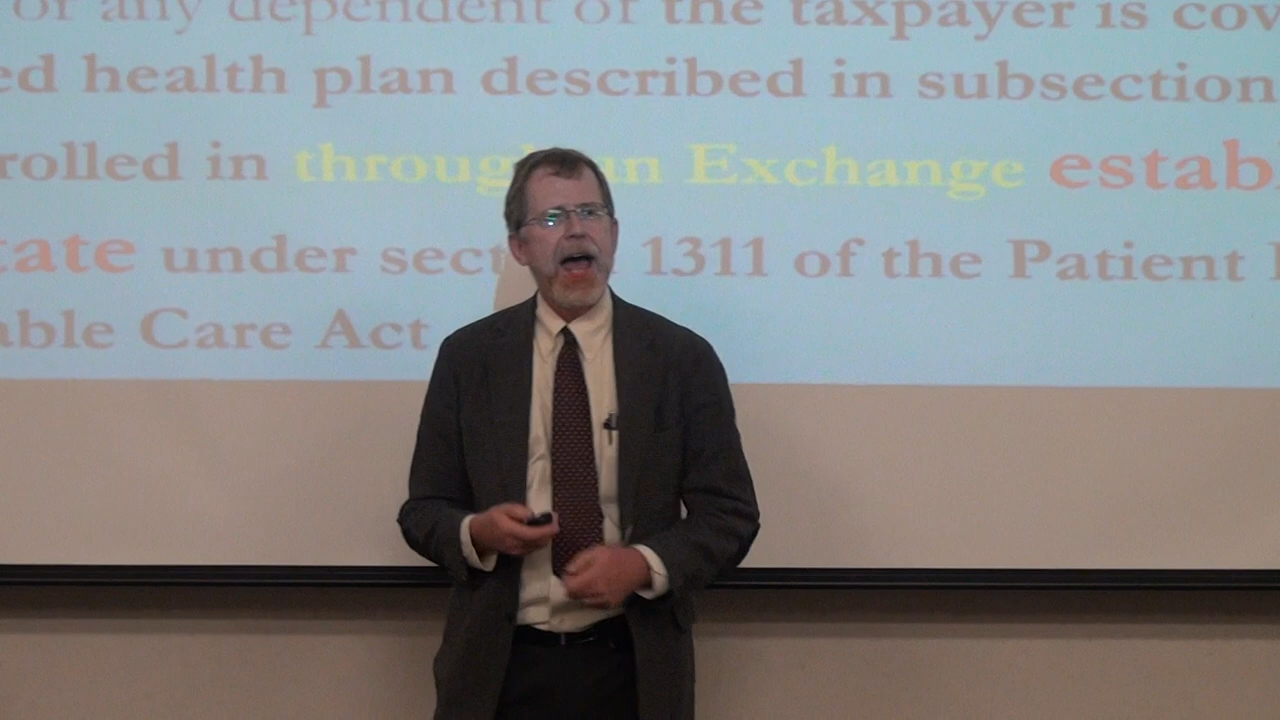 or any dependent of the taxpayer is cov
ed health plan described in subsection
rolled in through an Exchange estab
tate under sect 1311 of the Patient
able Care Act